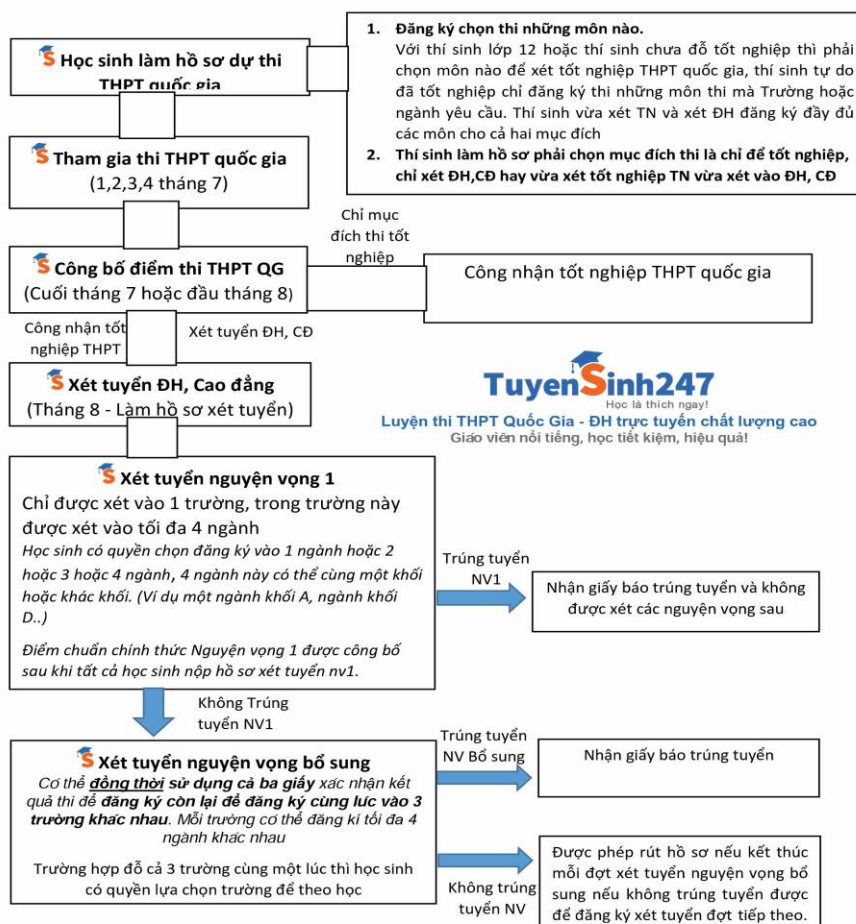 Học sinh làm hồ sơ dự thi
THPT quốc gia
1. Đăng ký chọn thi những môn nào.
Với thí sinh lớp 12 hoặc thí sinh chưa đỗ tốt nghiệp thì phải
chọn môn nào để xét tốt nghiệp THPT quốc gia, thí sinh tự do
đã tốt nghiệp chỉ đăng ký thi những môn thi mà Trường hoặc
ngành yêu cầu. Thí sinh vừa xét TN và xét ĐH đăng ký đầy đủ
các môn cho cả hai mục đích
2. Thí sinh làm hồ sơ phải chọn mục đích thi là chỉ để tốt nghiệp,
chỉ xét ĐH,CĐ hay vừa xét tốt nghiệp TN vừa xét vào ĐH, CĐ
Tham gia thi THPT quốc gia
(1,2,3,4 tháng 7)
Chỉ mục
đích thi tốt
nghiệp
Công bố điểm thi THPT QG
(Cuối tháng 7 hoặc đầu tháng 8)
Công nhận tốt nghiệp THPT quốc gia
Công nhận tốt
nghiệp THPT
Xét tuyển ĐH, CĐ
Xét tuyển ĐH, Cao đẳng
(Tháng 8 - Làm hồ sơ xét tuyển)
TuyenSinh247
Học là thích ngay!
Luyện thi THPT Quốc Gia - ĐH trực tuyến chất lượng cao
Giáo viên nổi tiếng, học tiết kiệm, hiệu quả!
Xét tuyển nguyện vọng 1
Chỉ được xét vào 1 trường, trong trường này
được xét vào tối đa 4 ngành
Học sinh có quyền chọn đăng ký vào 1 ngành hoặc 2
hoặc 3 hoặc 4 ngành, 4 ngành này có thể cùng một khối
hoặc khác khối. (Ví dụ một ngành khối A, ngành khối
D..)
Điểm chuẩn chính thức Nguyện vọng 1 được công bố
sau khi tất cả học sinh nộp hồ sơ xét tuyển nv1.
Trúng tuyển
NV1
Nhận giấy báo trúng tuyển và không
được xét các nguyện vọng sau
Không Trúng
tuyển NV1
Xét tuyển nguyện vọng bổ sung
Có thể đồng thời sử dụng cả ba giấy xác nhận kết
quả thi để đăng ký còn lại để đăng ký cùng lúc vào 3
trường khác nhau. Mỗi trường có thể đăng kí tối đa 4
ngành khác nhau
Trường hợp đỗ cả 3 trường cùng một lúc thì học sinh
có quyền lựa chọn trường để theo học
Trúng tuyển
NV Bổ sung
Nhận giấy báo trúng tuyển
Không trúng
tuyển NV
Được phép rút hồ sơ nếu kết thúc
mỗi đợt xét tuyển nguyện vọng bổ
sung nếu không trúng tuyển được
để đăng ký xét tuyển đợt tiếp theo.